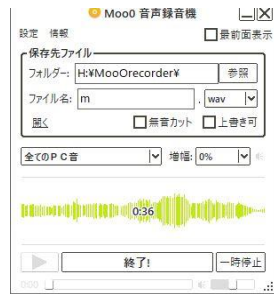 Moo0 音声録音機
設定 情報 最前面表示
保存先ファイル
フォルダー: H:¥MooOrecorder¥ 参照
ファイル名: m . wav
開く 無音カット 上書き可
全てのPC音 増幅: 0%
0:36
終了! 一時停止
0:00